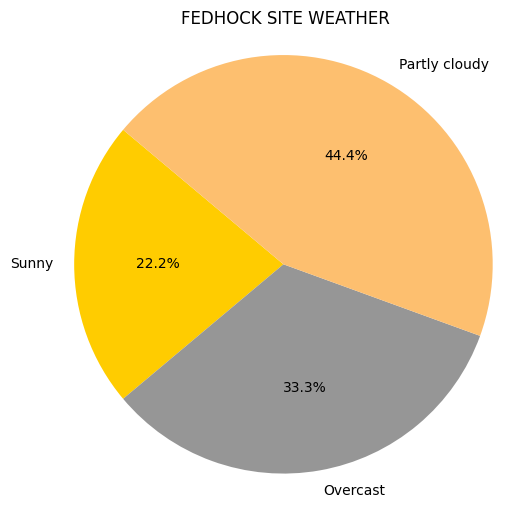 FEDHOCK SITE WEATHER
Partly cloudy
44.4%
Sunny
22.2%
33.3%
Overcast